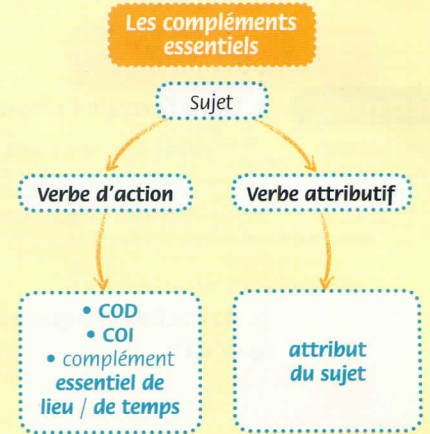 Les compléments
essentiels
Sujet
Verbe d'action
Verbe attributif
• COD
• COI
• complément
essentiel de
lieu / de temps
attribut
du sujet